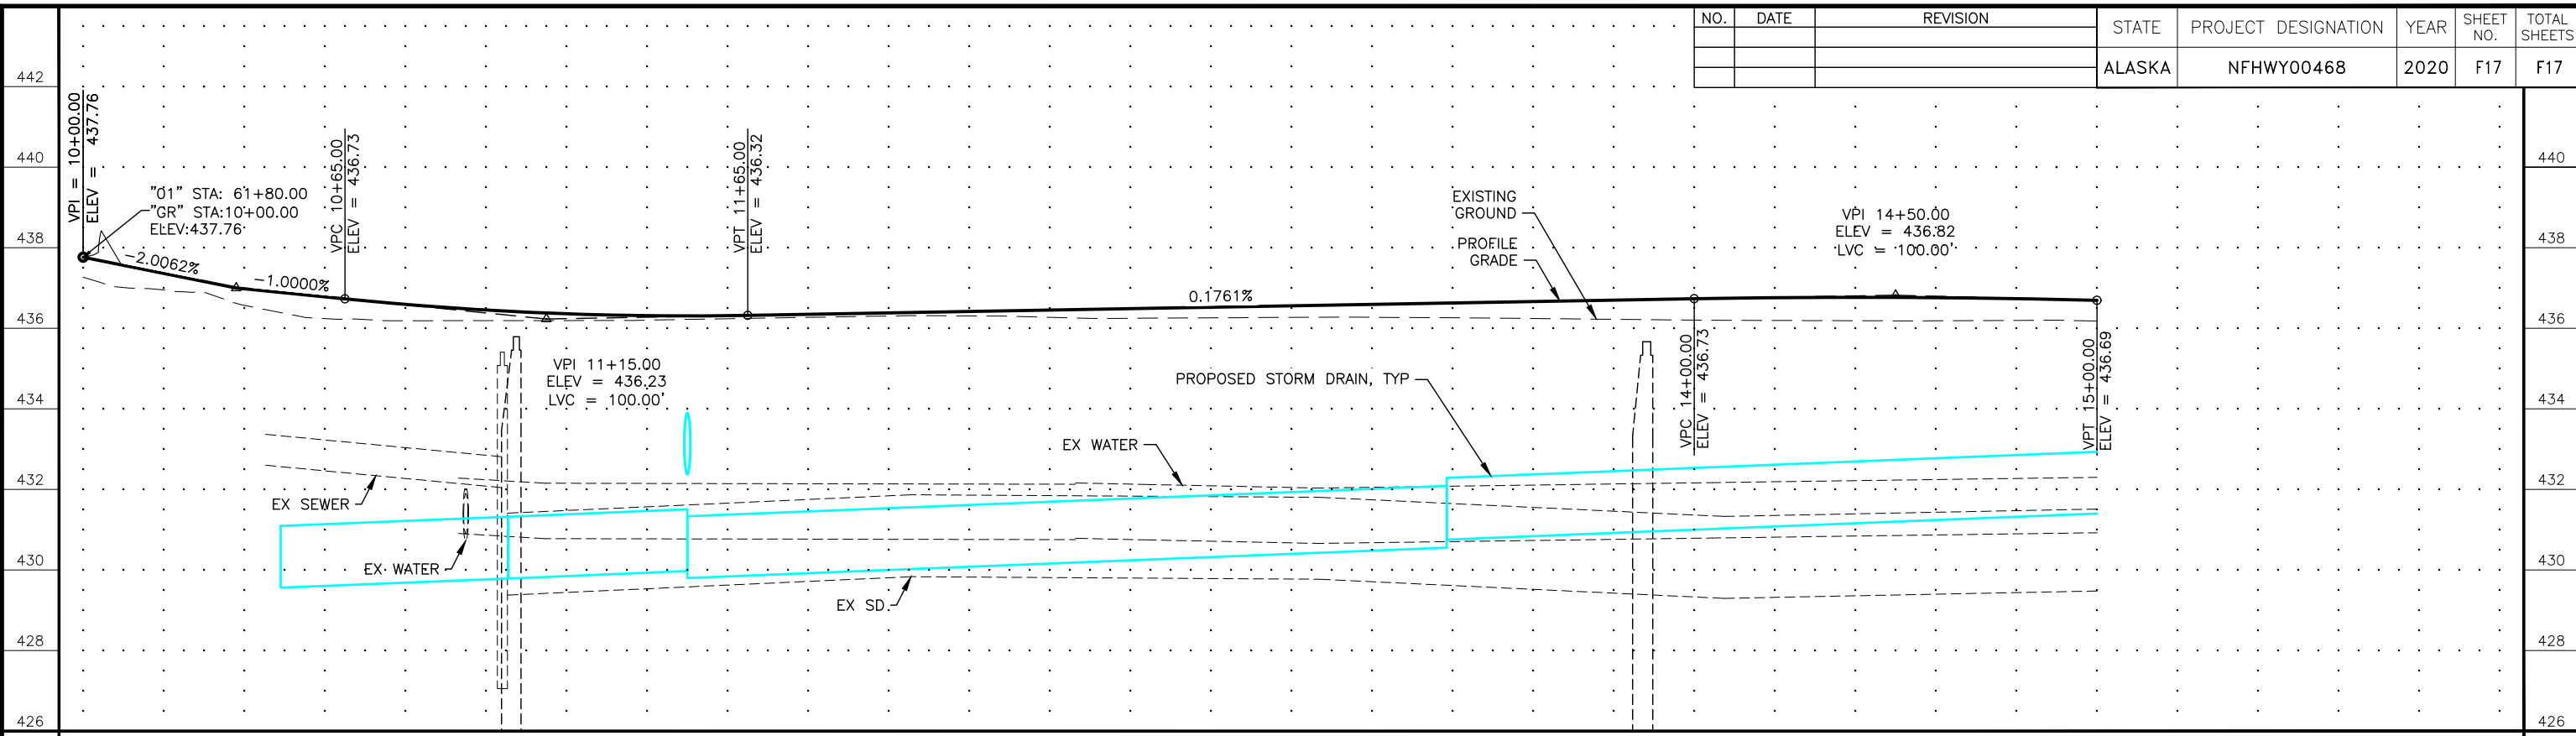 NO. DATE REVISION
STATE PROJECT DESIGNATION YEAR SHEET NO. TOTAL SHEETS
ALASKA NFHWY00468 2020 F17 F17
442
440
438
436
434
432
430
428
426
VPI = 10+00.00
ELEV = 437.76
"01" STA: 61+80.00
"GR" STA:10+00.00
ELEV:437.76
-2.0062%
-1.0000%
VPC 10+65.00
ELEV = 436.73
VPI 11+15.00
ELEV = 436.23
LVC = 100.00'
VPT 11+65.00
ELEV = 436.32
0.1761%
EXISTING
GROUND
PROFILE
GRADE
VPI 14+50.00
ELEV = 436.82
LVC = 100.00'
VPC 14+00.00
ELEV = 436.73
VPT 15+00.00
ELEV = 436.69
PROPOSED STORM DRAIN, TYP
EX WATER
EX SEWER
EX WATER
EX SD
440
438
436
434
432
430
428
426